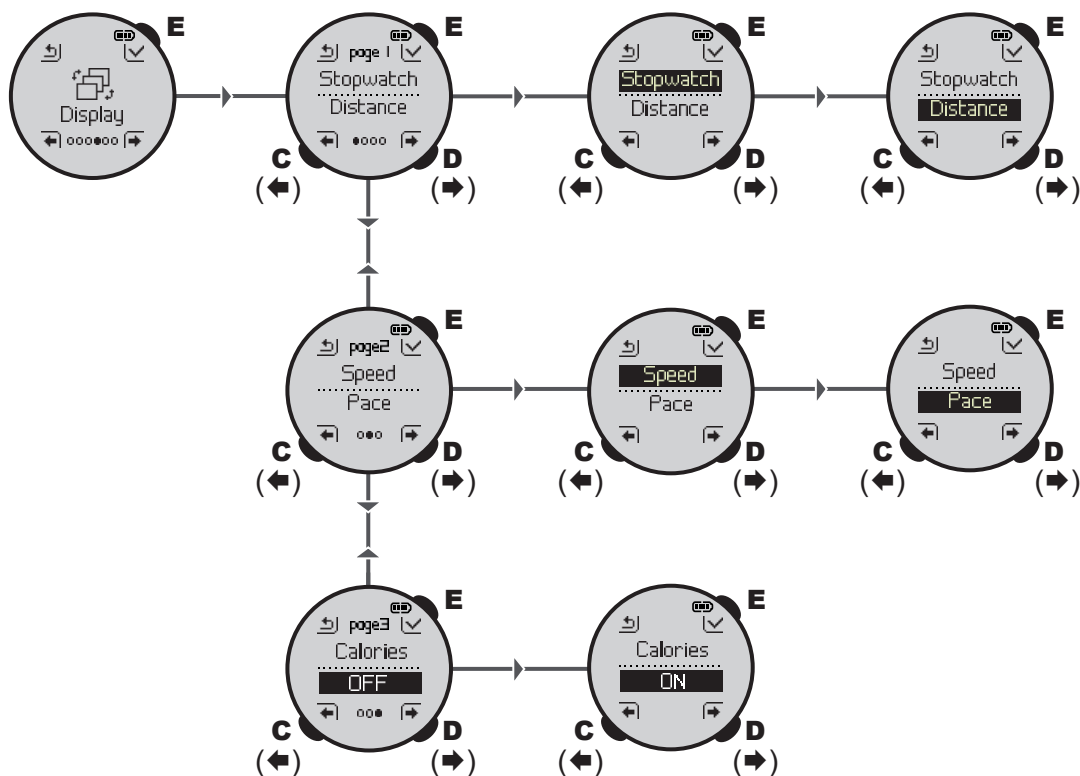 E
E
E
E
page 1
Display
Stopwatch
Distance
Stopwatch
Distance
Stopwatch
Distance
C
D
C
D
C
D
(🡄)
(🡆)
(🡄)
(🡆)
(🡄)
(🡆)
E
E
E
page2
Speed
Pace
Speed
Pace
Speed
Pace
C
D
C
D
C
D
(🡄)
(🡆)
(🡄)
(🡆)
(🡄)
(🡆)
E
E
page3
Calories
OFF
Calories
ON
C
D
C
D
(🡄)
(🡆)
(🡄)
(🡆)